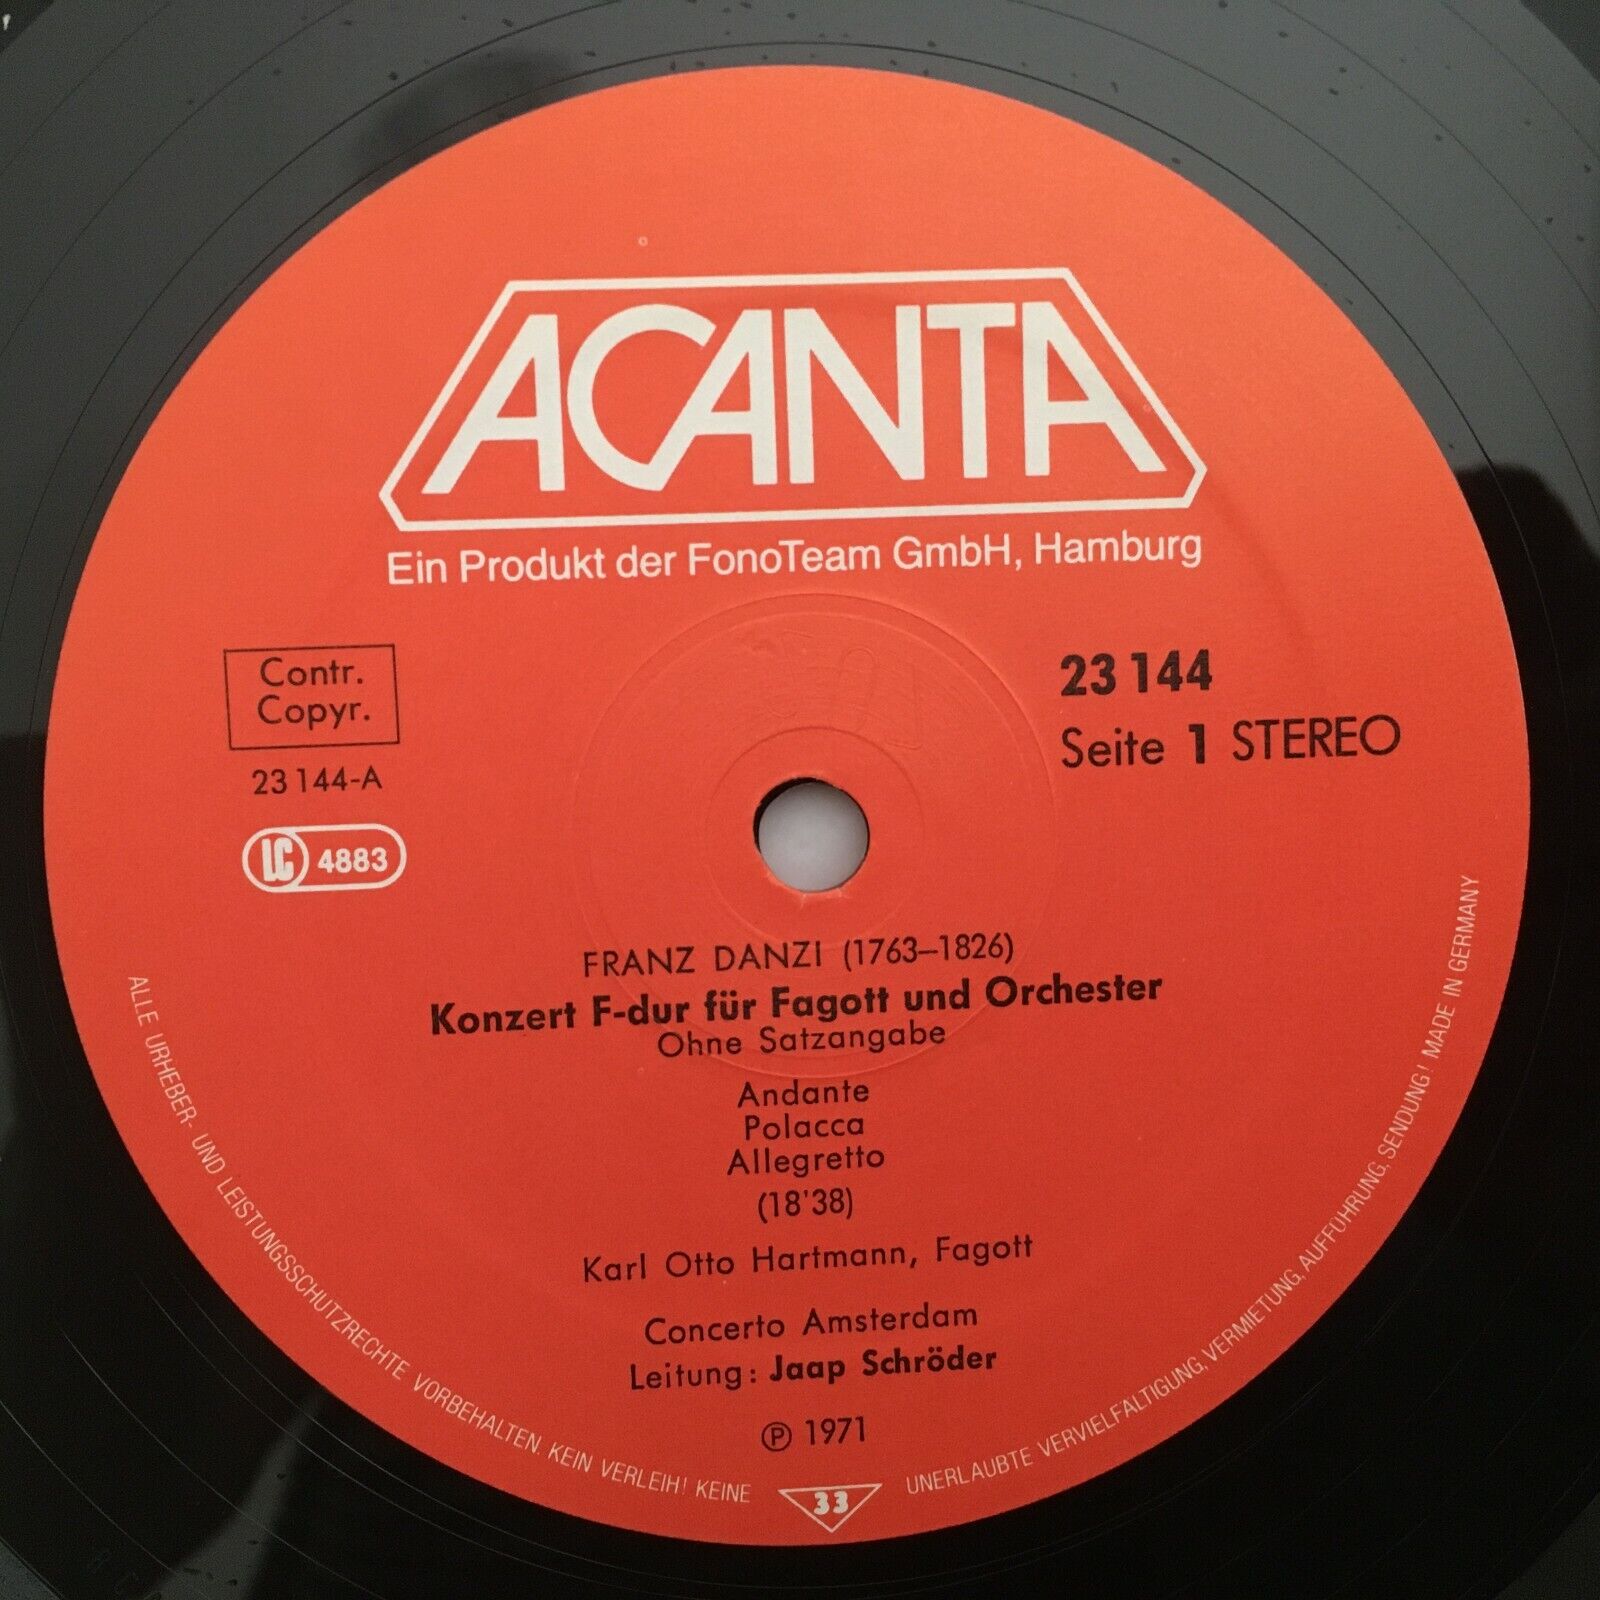 ACANTA
Ein Produkt der FonoTeam GmbH, Hamburg
Contr.
Copyr.
23 144-A
LC 4883
23 144
Seite 1 STEREO
FRANZ DANZI (1763–1826)
Konzert F-dur für Fagott und Orchester
Ohne Satzangabe
Andante
Polacca
Allegretto
(18'38)
Karl Otto Hartmann, Fagott
Concerto Amsterdam
Leitung: Jaap Schröder
℗ 1971
ALLE URHEBER- UND LEISTUNGSSCHUTZRECHTE VORBEHALTEN. KEIN VERLEIH! KEINE
33
UNERLAUBTE VERVIELFÄLTIGUNG, VERMIETUNG, AUFFÜHRUNG, SENDUNG! MADE IN GERMANY